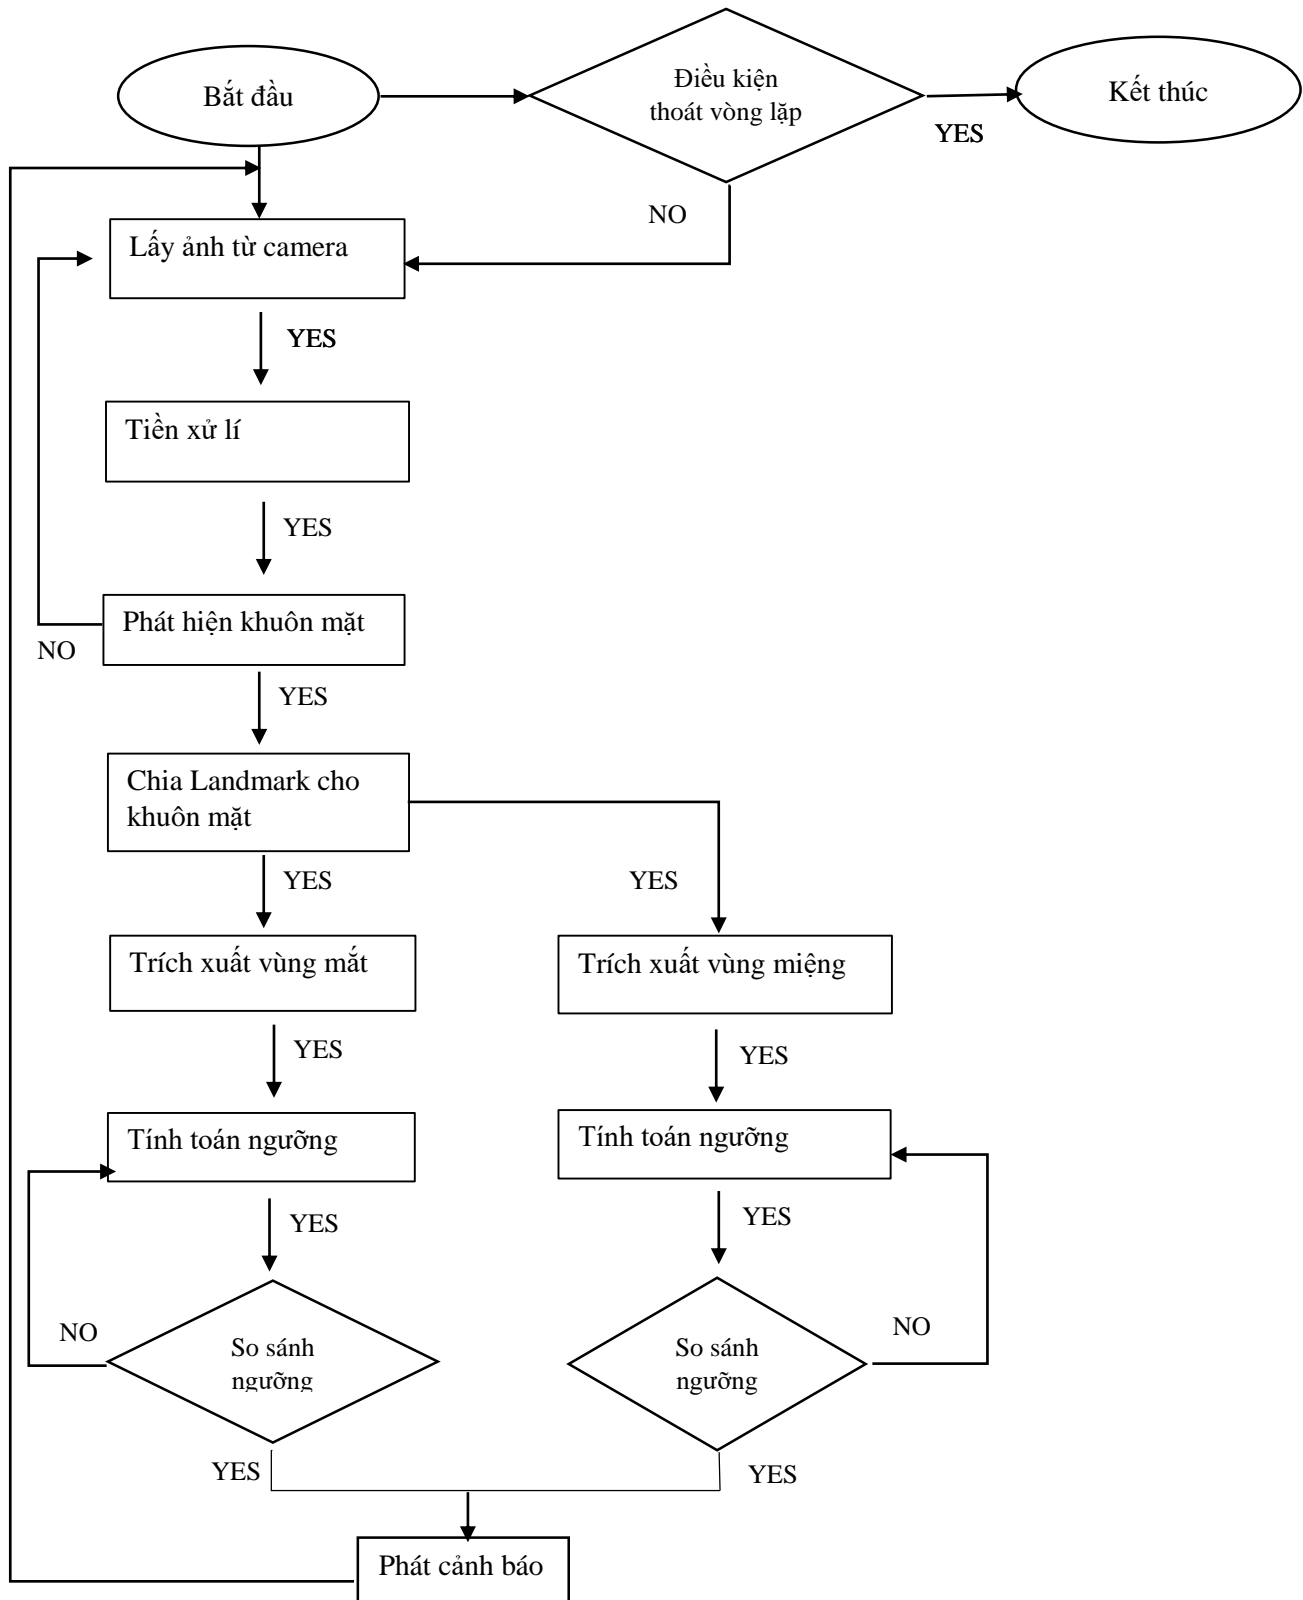 Bắt đầu
Điều kiện
thoát vòng lặp
Kết thúc
YES
NO
Lấy ảnh từ camera
YES
Tiền xử lí
YES
Phát hiện khuôn mặt
NO
YES
Chia Landmark cho
khuôn mặt
YES
YES
Trích xuất vùng mắt
Trích xuất vùng miệng
YES
YES
Tính toán ngưỡng
Tính toán ngưỡng
YES
YES
NO
So sánh
ngưỡng
So sánh
ngưỡng
NO
YES
YES
Phát cảnh báo